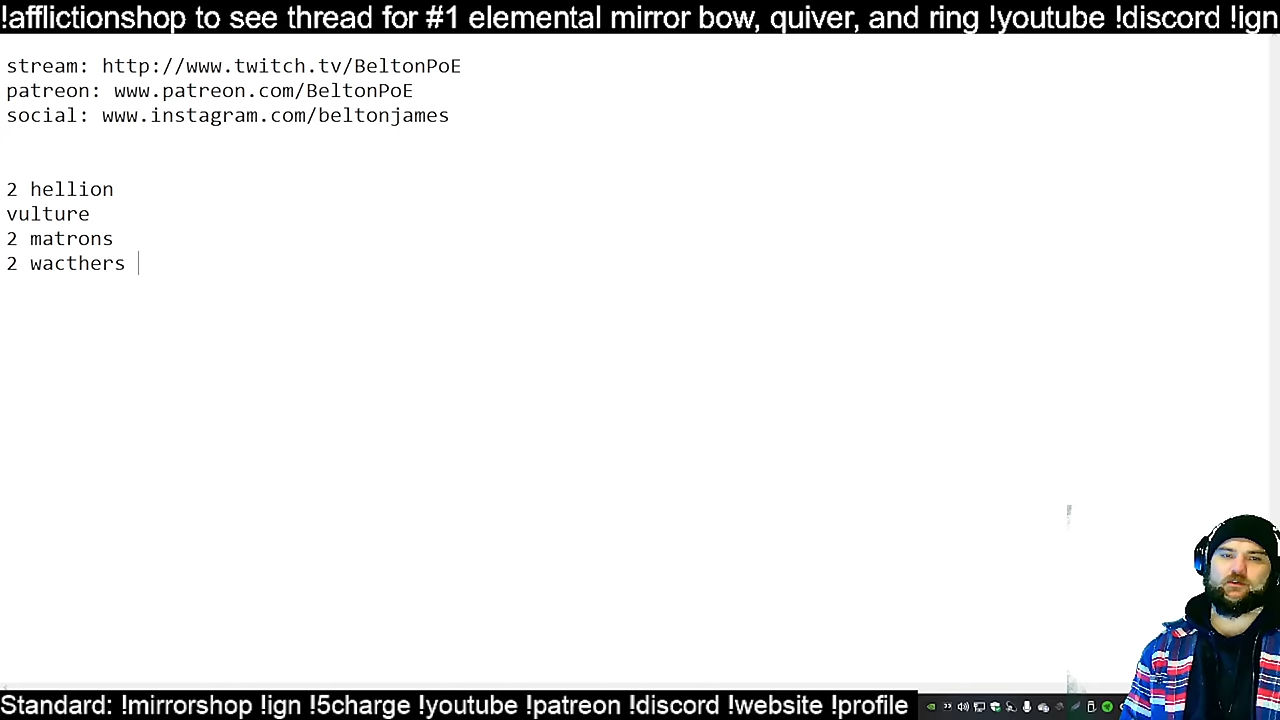 !afflictionshop to see thread for #1 elemental mirror bow, quiver, and ring !youtube !discord !ign
stream: http://www.twitch.tv/BeltonPoE
patreon: www.patreon.com/BeltonPoE
social: www.instagram.com/beltonjames
2 hellion
vulture
2 matrons
2 wacthers
Standard: !mirrorshop !ign !5charge !youtube !patreon !discord !website !profile